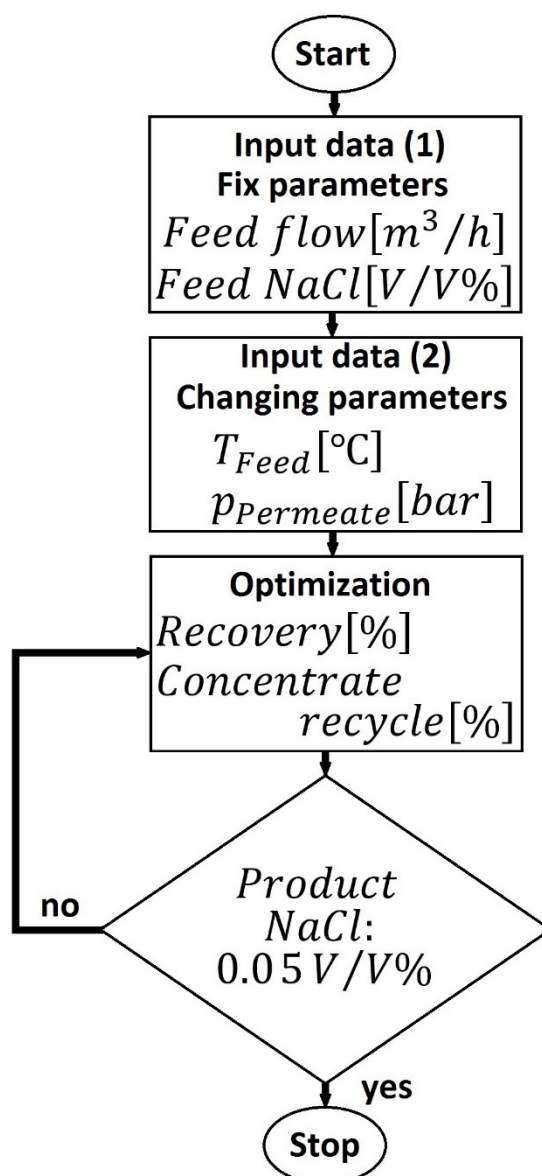 Start
Input data (1)
Fix parameters
Feed flow[m³/h]
Feed NaCl[V/V%]
Input data (2)
Changing parameters
T_Feed[°C]
p_Permeate[bar]
Optimization
Recovery[%]
Concentrate
recycle[%]
Product
NaCl:
0.05 V/V%
no
yes
Stop